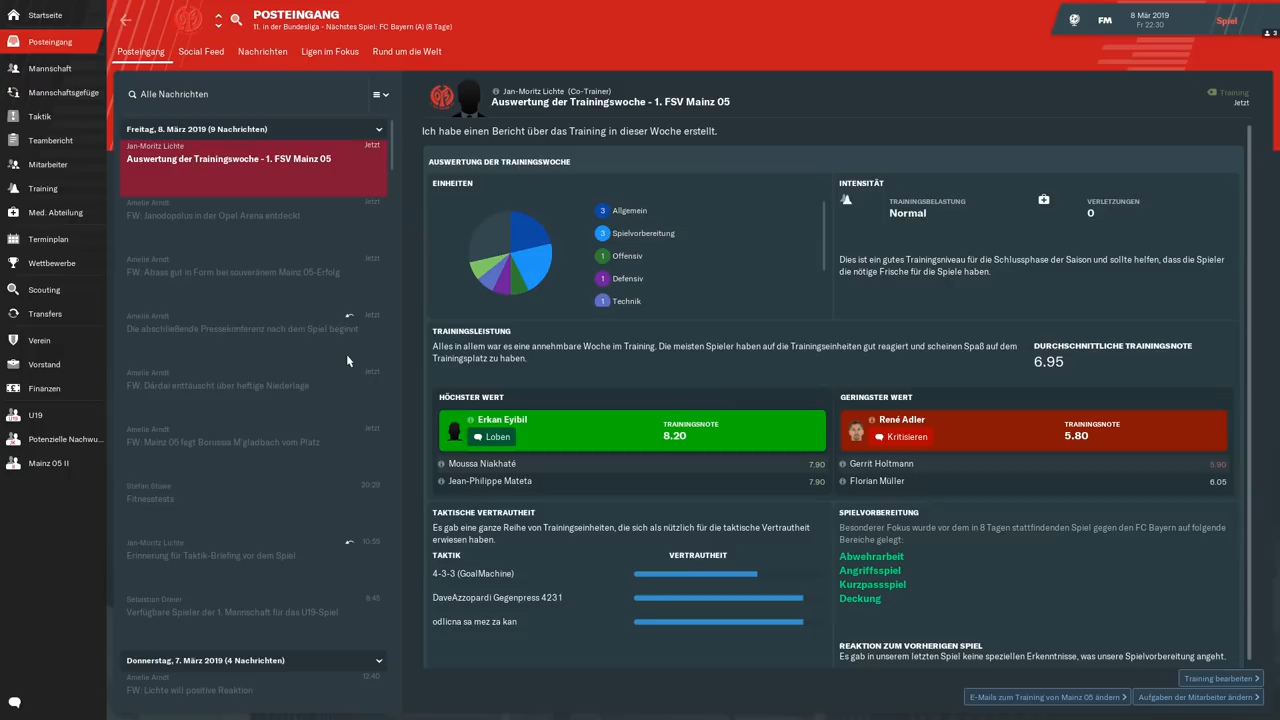 Startseite
Posteingang
Mannschaft
Mannschaftsgefüge
Taktik
Teambericht
Mitarbeiter
Training
Med. Abteilung
Terminplan
Wettbewerbe
Scouting
Transfers
Verein
Vorstand
Finanzen
U19
Potenzielle Nachwu...
Mainz 05 II
POSTEINGANG
11. in der Bundesliga - Nächstes Spiel: FC Bayern (A) (8 Tage)
FM
8 Mär 2019
Fr 22:30
Spiel
3
Posteingang Social Feed Nachrichten Ligen im Fokus Rund um die Welt
Alle Nachrichten
Freitag, 8. März 2019 (9 Nachrichten)
Jan-Moritz Lichte Jetzt
Auswertung der Trainingswoche - 1. FSV Mainz 05
Amelie Arndt Jetzt
FW: Janodopolus in der Opel Arena entdeckt
Amelie Arndt Jetzt
FW: Abaas gut in Form bei souveränem Mainz 05-Erfolg
Amelie Arndt Jetzt
Die abschließende Pressekonferenz nach dem Spiel beginnt
Amelie Arndt Jetzt
FW: Dárdai enttäuscht über heftige Niederlage
Amelie Arndt Jetzt
FW: Mainz 05 fegt Borussia M'gladbach vom Platz
20:29
Fitnesstests
Jan-Moritz Lichte 10:55
Erinnerung für Taktik-Briefing vor dem Spiel
Sebastian Dreier 8:45
Verfügbare Spieler der 1. Mannschaft für das U19-Spiel
Donnerstag, 7. März 2019 (4 Nachrichten)
Amelie Arndt 12:40
FW: Lichte will positive Reaktion
Jan-Moritz Lichte (Co-Trainer)
Auswertung der Trainingswoche - 1. FSV Mainz 05
Training
Jetzt
Ich habe einen Bericht über das Training in dieser Woche erstellt.
AUSWERTUNG DER TRAININGSWOCHE
EINHEITEN
3 Allgemein
3 Spielvorbereitung
1 Offensiv
1 Defensiv
1 Technik
INTENSITÄT
TRAININGSBELASTUNG
Normal
VERLETZUNGEN
0
Dies ist ein gutes Trainingsniveau für die Schlussphase der Saison und sollte helfen, dass die Spieler
die nötige Frische für die Spiele haben.
TRAININGSLEISTUNG
Alles in allem war es eine annehmbare Woche im Training. Die meisten Spieler haben auf die Trainingseinheiten gut reagiert und scheinen Spaß auf dem
Trainingsplatz zu haben.
DURCHSCHNITTLICHE TRAININGSNOTE
6.95
HÖCHSTER WERT
Erkan Eyibil
Loben
TRAININGSNOTE
8.20
Moussa Niakhaté 7.90
Jean-Philippe Mateta 7.90
GERINGSTER WERT
René Adler
Kritisieren
TRAININGSNOTE
5.80
Gerrit Holtmann 5.90
Florian Müller 6.05
TAKTISCHE VERTRAUTHEIT
Es gab eine ganze Reihe von Trainingseinheiten, die sich als nützlich für die taktische Vertrautheit
erwiesen haben.
TAKTIK VERTRAUTHEIT
4-3-3 (GoalMachine)
DaveAzzopardi Gegenpress 4231
odlicna sa mez za kan
SPIELVORBEREITUNG
Besonderer Fokus wurde vor dem in 8 Tagen stattfindenden Spiel gegen den FC Bayern auf folgende
Bereiche gelegt:
Abwehrarbeit
Angriffsspiel
Kurzpassspiel
Deckung
REAKTION ZUM VORHERIGEN SPIEL
Es gab in unserem letzten Spiel keine speziellen Erkenntnisse, was unsere Spielvorbereitung angeht.
Training bearbeiten
E-Mails zum Training von Mainz 05 ändern
Aufgaben der Mitarbeiter ändern